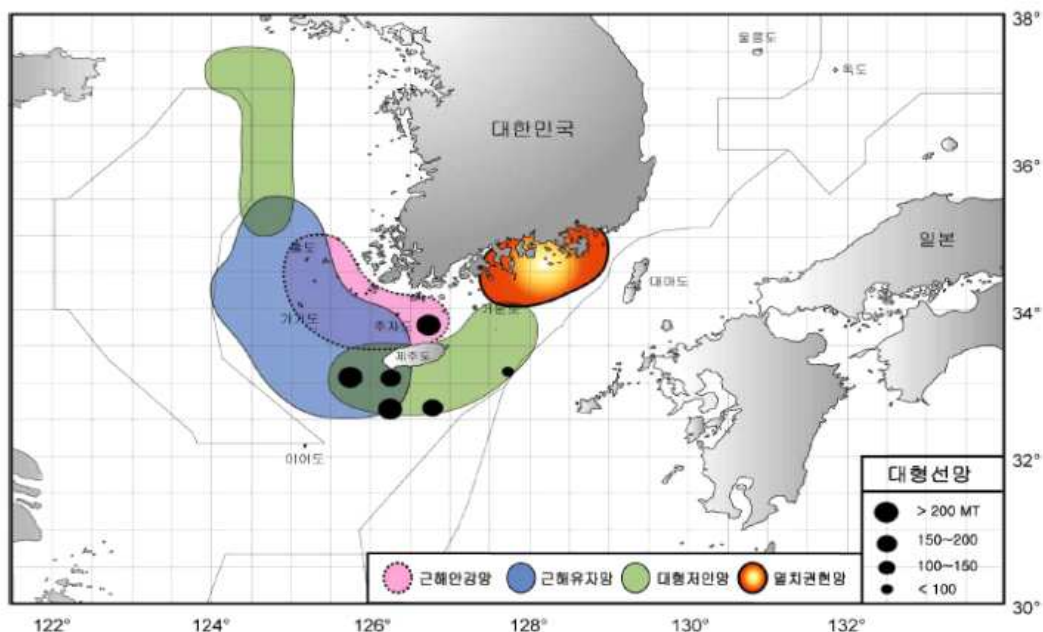 38°
울릉도
독도
대한민국
36°
홍도
일본
대마도
가거도
추자도
거문도
34°
제주도
이어도
32°
대형선망
> 200 MT
150~200
100~150
< 100
근해안강망
근해유자망
대형저인망
멸치권현망
30°
122°
124°
126°
128°
130°
132°